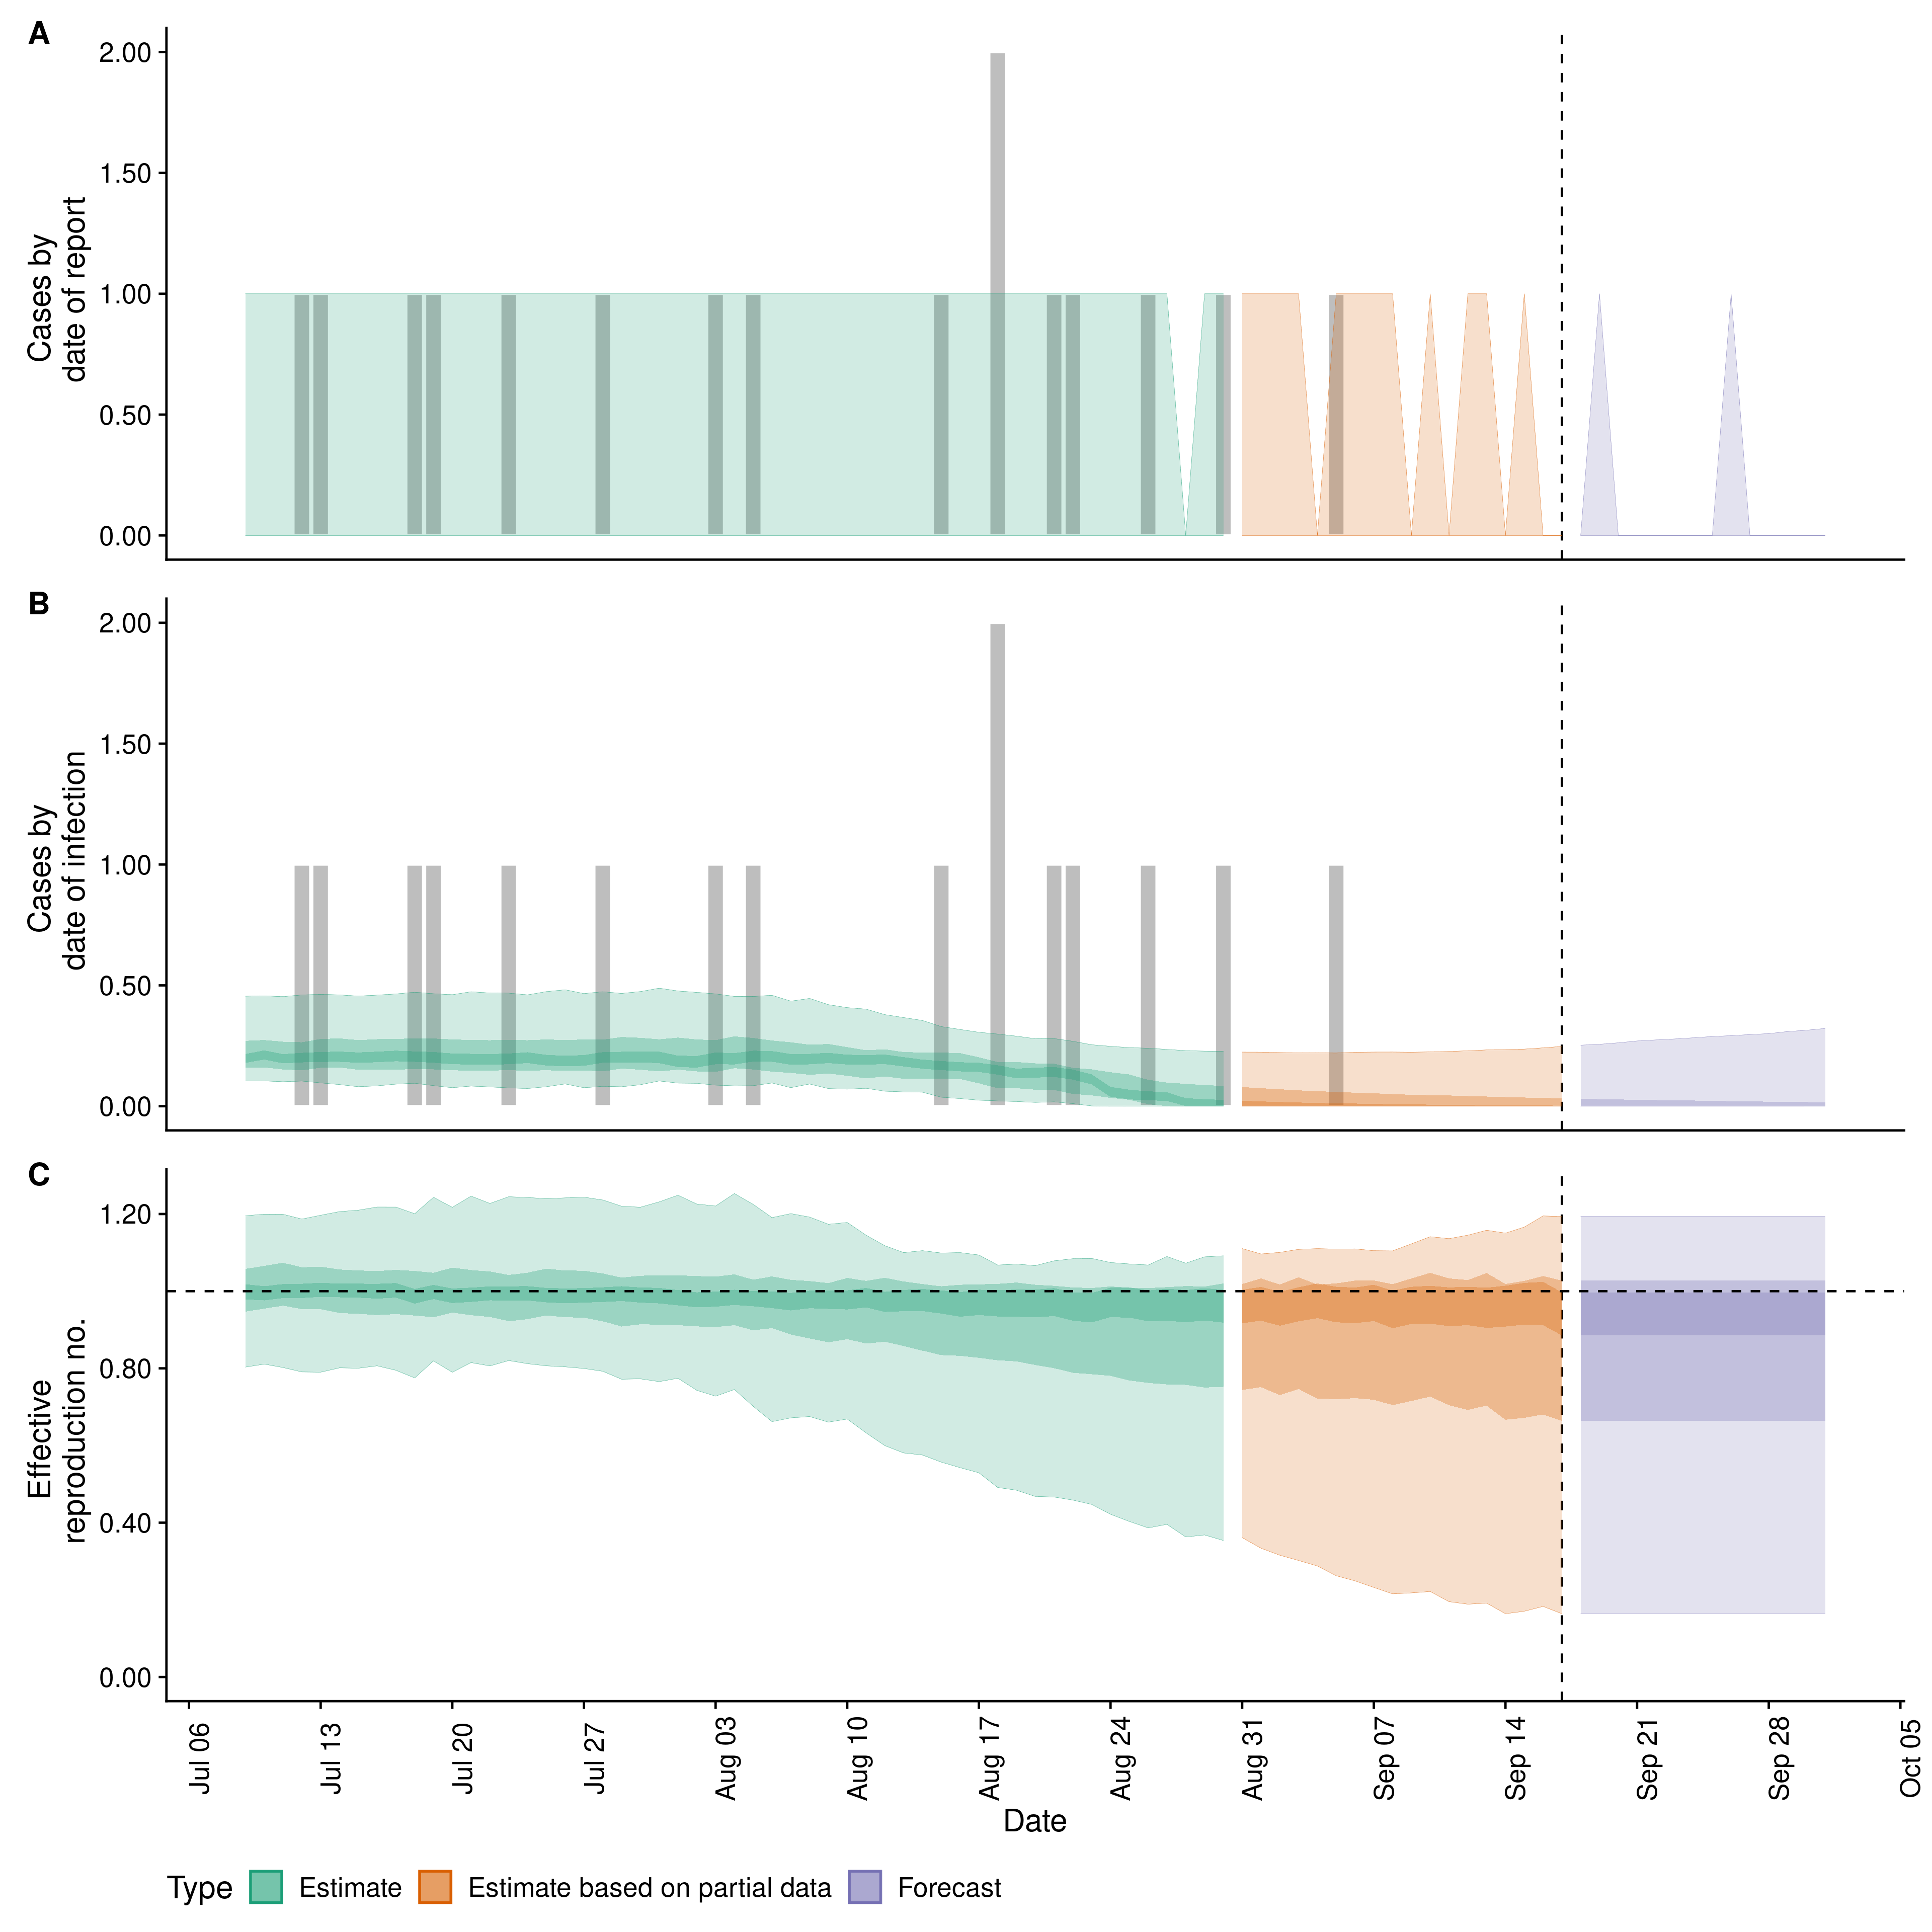 A
2.00
1.50
1.00
0.50
0.00
Cases by
date of report
B
2.00
1.50
1.00
0.50
0.00
Cases by
date of infection
C
1.20
0.80
0.40
0.00
Effective
reproduction no.
Jul 06
Jul 13
Jul 20
Jul 27
Aug 03
Aug 10
Aug 17
Aug 24
Aug 31
Sep 07
Sep 14
Sep 21
Sep 28
Oct 05
Date
Type Estimate Estimate based on partial data Forecast